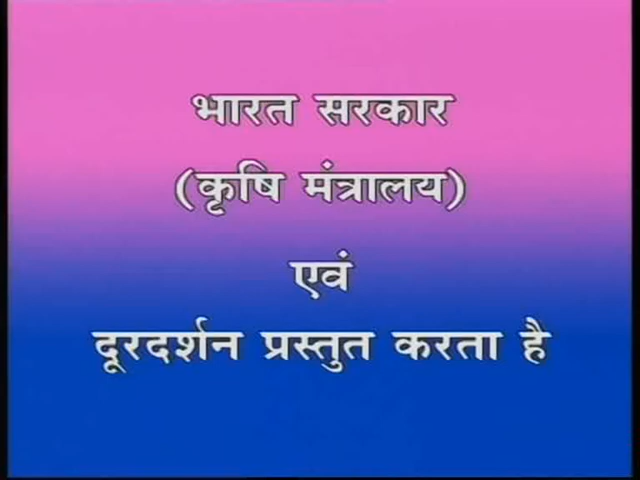 भारत सरकार
(कृषि मंत्रालय)
एवं
दूरदर्शन प्रस्तुत करता है